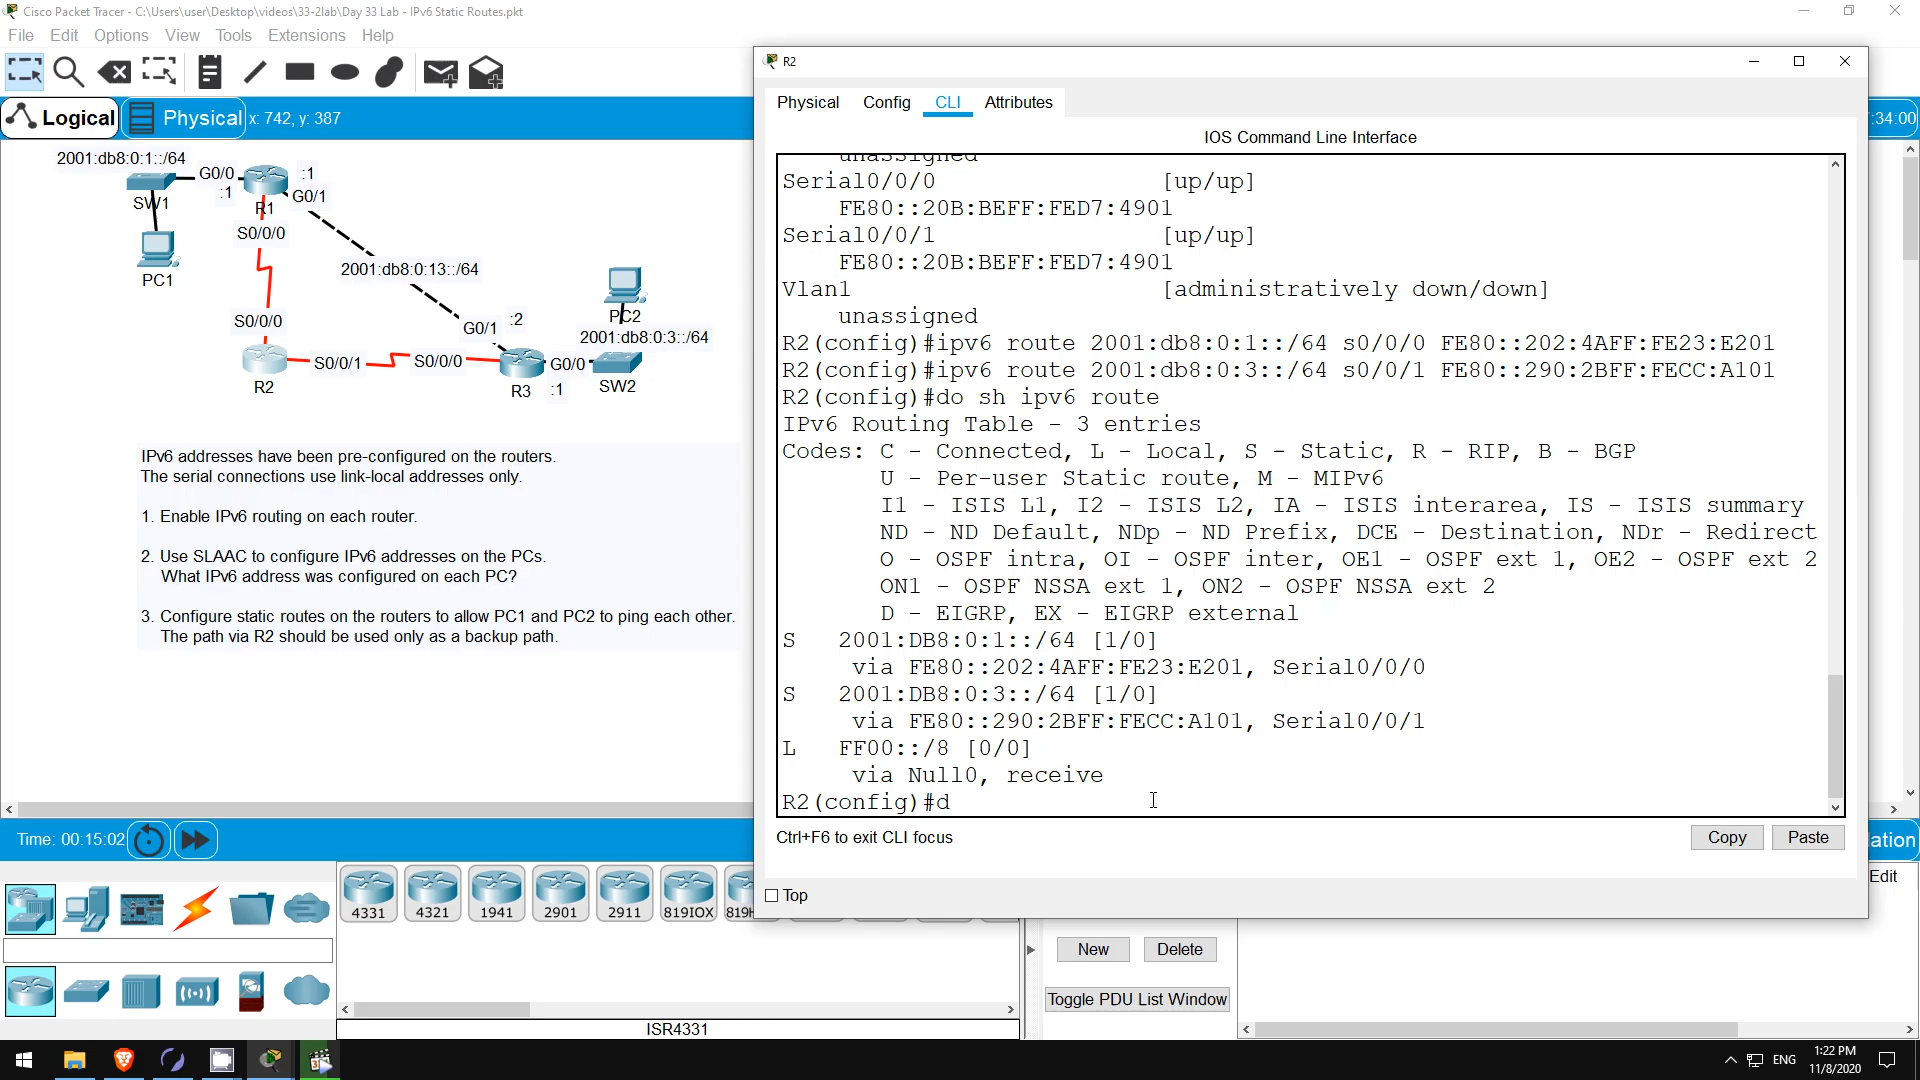 Cisco Packet Tracer - C:\Users\user\Desktop\videos\33-2lab\Day 33 Lab - IPv6 Static Routes.pkt
File Edit Options View Tools Extensions Help
Logical Physical x: 742, y: 387
:34:00
2001:db8:0:1::/64
G0/0 :1
:1
G0/1
SW1
R1
S0/0/0
PC1
2001:db8:0:13::/64
S0/0/0
G0/1 :2
PC2
2001:db8:0:3::/64
S0/0/1 S0/0/0
G0/0
R2
R3 :1
SW2
IPv6 addresses have been pre-configured on the routers.
The serial connections use link-local addresses only.
1. Enable IPv6 routing on each router.
2. Use SLAAC to configure IPv6 addresses on the PCs.
What IPv6 address was configured on each PC?
3. Configure static routes on the routers to allow PC1 and PC2 to ping each other.
The path via R2 should be used only as a backup path.
R2
Physical Config CLI Attributes
IOS Command Line Interface
unassigned
Serial0/0/0 [up/up]
FE80::20B:BEFF:FED7:4901
Serial0/0/1 [up/up]
FE80::20B:BEFF:FED7:4901
Vlan1 [administratively down/down]
unassigned
R2(config)#ipv6 route 2001:db8:0:1::/64 s0/0/0 FE80::202:4AFF:FE23:E201
R2(config)#ipv6 route 2001:db8:0:3::/64 s0/0/1 FE80::290:2BFF:FECC:A101
R2(config)#do sh ipv6 route
IPv6 Routing Table - 3 entries
Codes: C - Connected, L - Local, S - Static, R - RIP, B - BGP
U - Per-user Static route, M - MIPv6
I1 - ISIS L1, I2 - ISIS L2, IA - ISIS interarea, IS - ISIS summary
ND - ND Default, NDp - ND Prefix, DCE - Destination, NDr - Redirect
O - OSPF intra, OI - OSPF inter, OE1 - OSPF ext 1, OE2 - OSPF ext 2
ON1 - OSPF NSSA ext 1, ON2 - OSPF NSSA ext 2
D - EIGRP, EX - EIGRP external
S 2001:DB8:0:1::/64 [1/0]
via FE80::202:4AFF:FE23:E201, Serial0/0/0
S 2001:DB8:0:3::/64 [1/0]
via FE80::290:2BFF:FECC:A101, Serial0/0/1
L FF00::/8 [0/0]
via Null0, receive
R2(config)#d
Ctrl+F6 to exit CLI focus
Copy Paste
Top
Time: 00:15:02
ation
Edit
4331 4321 1941 2901 2911 819IOX 819H
New Delete
Toggle PDU List Window
ISR4331
ENG
1:22 PM
11/8/2020